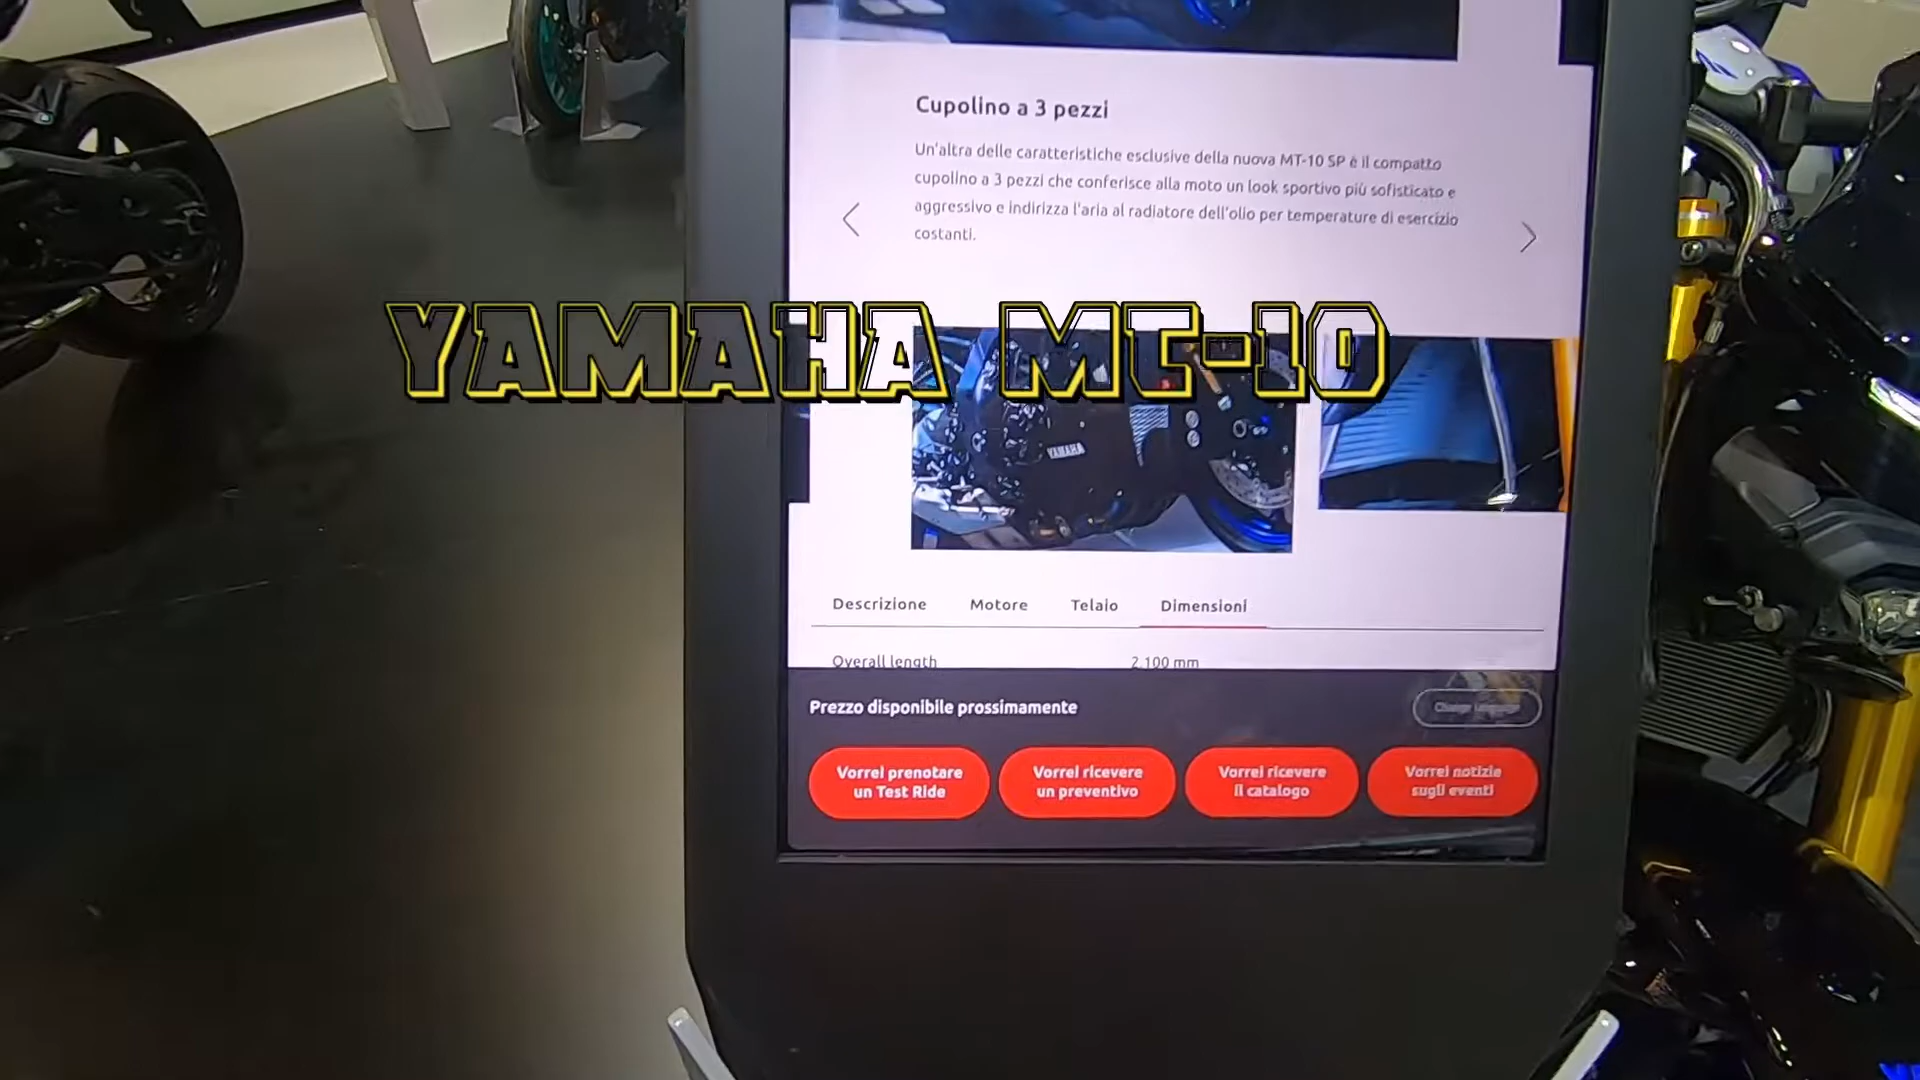 Cupolino a 3 pezzi
Un'altra delle caratteristiche esclusive della nuova MT-10 SP è il compatto
cupolino a 3 pezzi che conferisce alla moto un look sportivo più sofisticato e
aggressivo e indirizza l'aria al radiatore dell'olio per temperature di esercizio
costanti.
YAMAHA MT-10
YAMAHA
Descrizione Motore Telaio Dimensioni
Overall length 2.100 mm
Prezzo disponibile prossimamente
Change language
Vorrei prenotare
un Test Ride
Vorrei ricevere
un preventivo
Vorrei ricevere
il catalogo
Vorrei notizie
sugli eventi